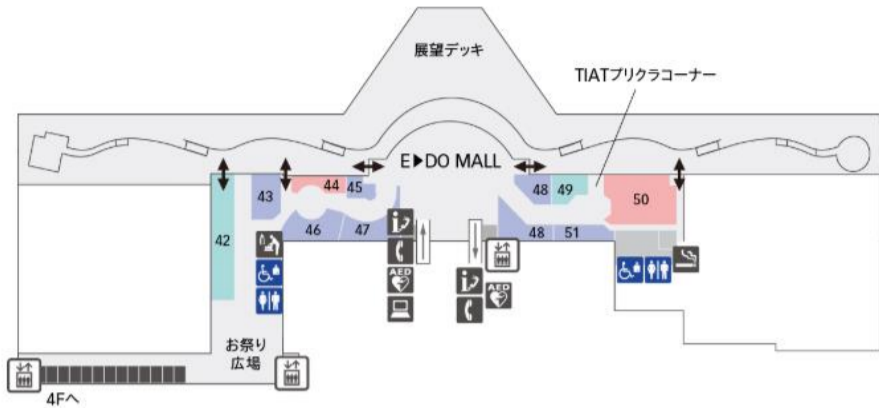 展望デッキ
TIATプリクラコーナー
E▶DO MALL
44
45
43
48
49
50
42
46
47
48
51
AED
AED
お祭り
広場
4Fへ